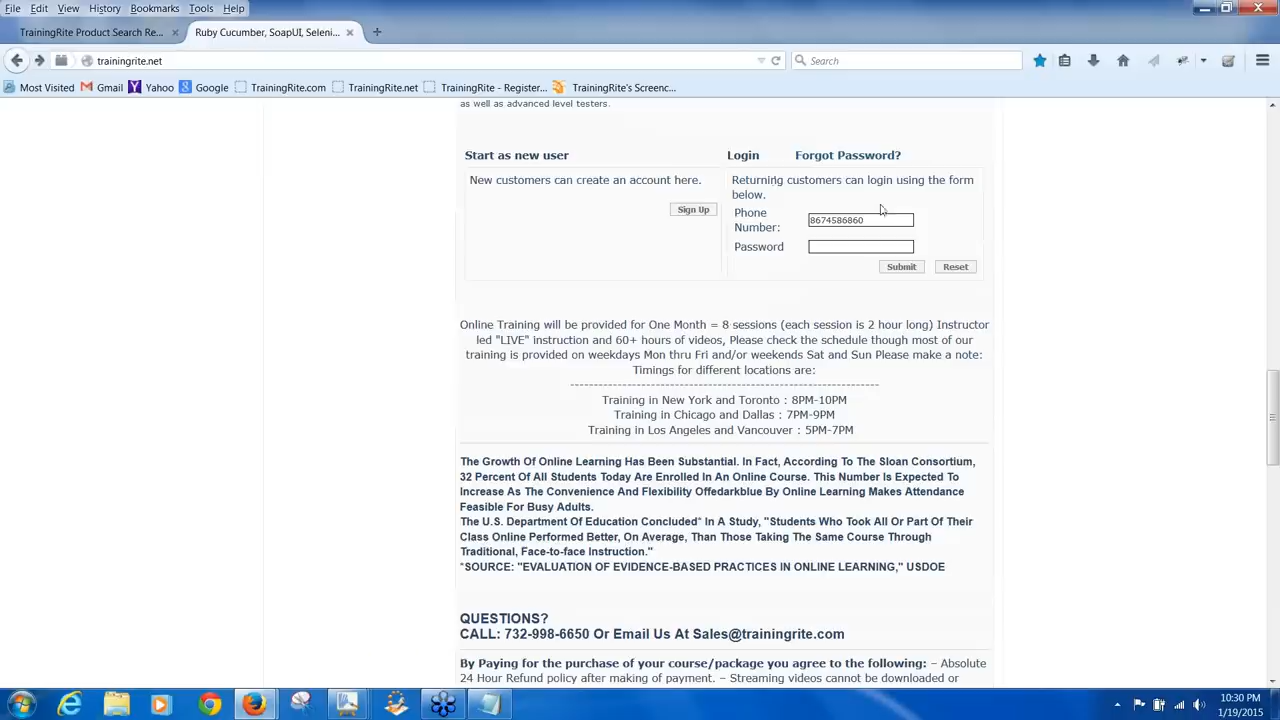 File Edit View History Bookmarks Tools Help
TrainingRite Product Search Re...
Ruby Cucumber, SoapUI, Seleni...
trainingrite.net
Search
Most Visited Gmail Yahoo Google TrainingRite.com TrainingRite.net TrainingRite - Register... TrainingRite's Screenc...
as well as advanced level testers.
Start as new user
New customers can create an account here.
Sign Up
Login Forgot Password?
Returning customers can login using the form
below.
Phone
Number:
8674586860
Password
Submit Reset
Online Training will be provided for One Month = 8 sessions (each session is 2 hour long) Instructor
led "LIVE" instruction and 60+ hours of videos, Please check the schedule though most of our
training is provided on weekdays Mon thru Fri and/or weekends Sat and Sun Please make a note:
Timings for different locations are:
------------------------------------------------------------------------------
Training in New York and Toronto : 8PM-10PM
Training in Chicago and Dallas : 7PM-9PM
Training in Los Angeles and Vancouver : 5PM-7PM
The Growth Of Online Learning Has Been Substantial. In Fact, According To The Sloan Consortium,
32 Percent Of All Students Today Are Enrolled In An Online Course. This Number Is Expected To
Increase As The Convenience And Flexibility Offedarkblue By Online Learning Makes Attendance
Feasible For Busy Adults.
The U.S. Department Of Education Concluded* In A Study, "Students Who Took All Or Part Of Their
Class Online Performed Better, On Average, Than Those Taking The Same Course Through
Traditional, Face-to-face Instruction."
*SOURCE: "EVALUATION OF EVIDENCE-BASED PRACTICES IN ONLINE LEARNING," USDOE
QUESTIONS?
CALL: 732-998-6650 Or Email Us At Sales@trainingrite.com
By Paying for the purchase of your course/package you agree to the following: – Absolute
24 Hour Refund policy after making of payment. – Streaming videos cannot be downloaded or
10:30 PM
1/19/2015